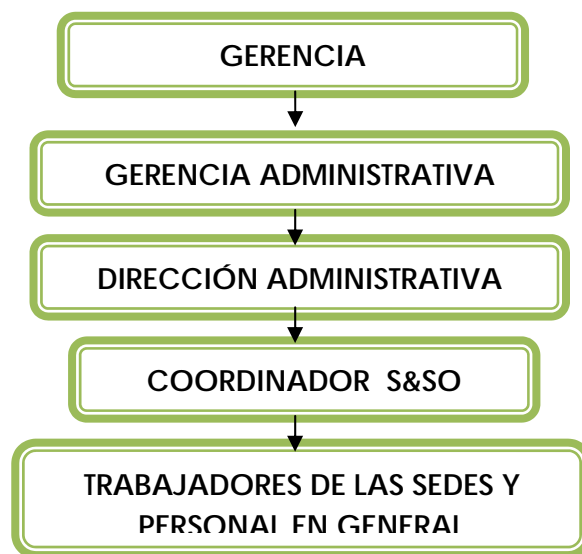 GERENCIA
GERENCIA ADMINISTRATIVA
DIRECCIÓN ADMINISTRATIVA
COORDINADOR S&SO
TRABAJADORES DE LAS SEDES Y
PERSONAL EN GENERAL